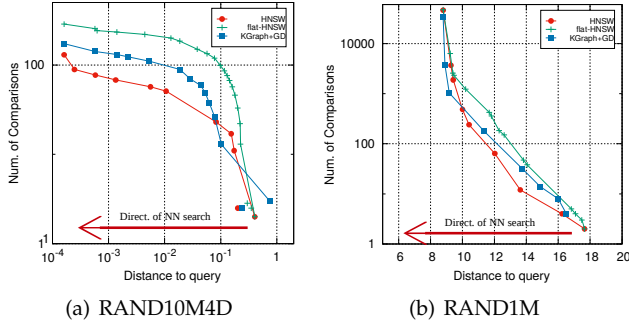 HNSW
flat-HNSW
KGraph+GD
100
1
Num. of Comparisons
Direct. of NN search
10^-4 10^-3 10^-2 10^-1 1
Distance to query
(a) RAND10M4D
HNSW
flat-HNSW
KGraph+GD
10000
100
1
Num. of Comparisons
Direct. of NN search
6 8 10 12 14 16 18 20
Distance to query
(b) RAND1M